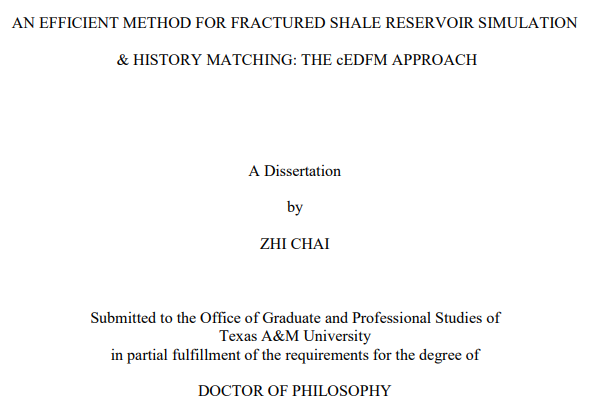 AN EFFICIENT METHOD FOR FRACTURED SHALE RESERVOIR SIMULATION
& HISTORY MATCHING: THE cEDFM APPROACH
A Dissertation
by
ZHI CHAI
Submitted to the Office of Graduate and Professional Studies of
Texas A&M University
in partial fulfillment of the requirements for the degree of
DOCTOR OF PHILOSOPHY